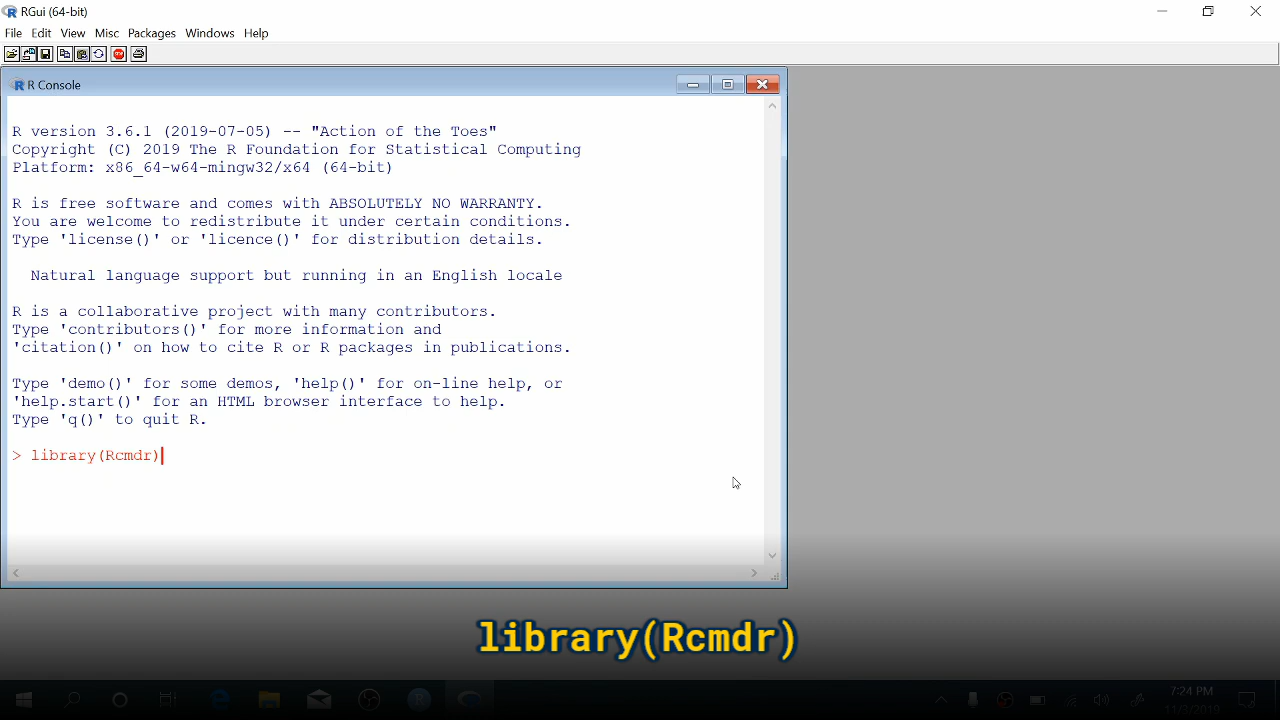 RGui (64-bit)
File Edit View Misc Packages Windows Help
STOP
R Console
R version 3.6.1 (2019-07-05) -- "Action of the Toes"
Copyright (C) 2019 The R Foundation for Statistical Computing
Platform: x86_64-w64-mingw32/x64 (64-bit)
R is free software and comes with ABSOLUTELY NO WARRANTY.
You are welcome to redistribute it under certain conditions.
Type 'license()' or 'licence()' for distribution details.
Natural language support but running in an English locale
R is a collaborative project with many contributors.
Type 'contributors()' for more information and
'citation()' on how to cite R or R packages in publications.
Type 'demo()' for some demos, 'help()' for on-line help, or
'help.start()' for an HTML browser interface to help.
Type 'q()' to quit R.
> library(Rcmdr)
library(Rcmdr)
7:24 PM
11/3/2019